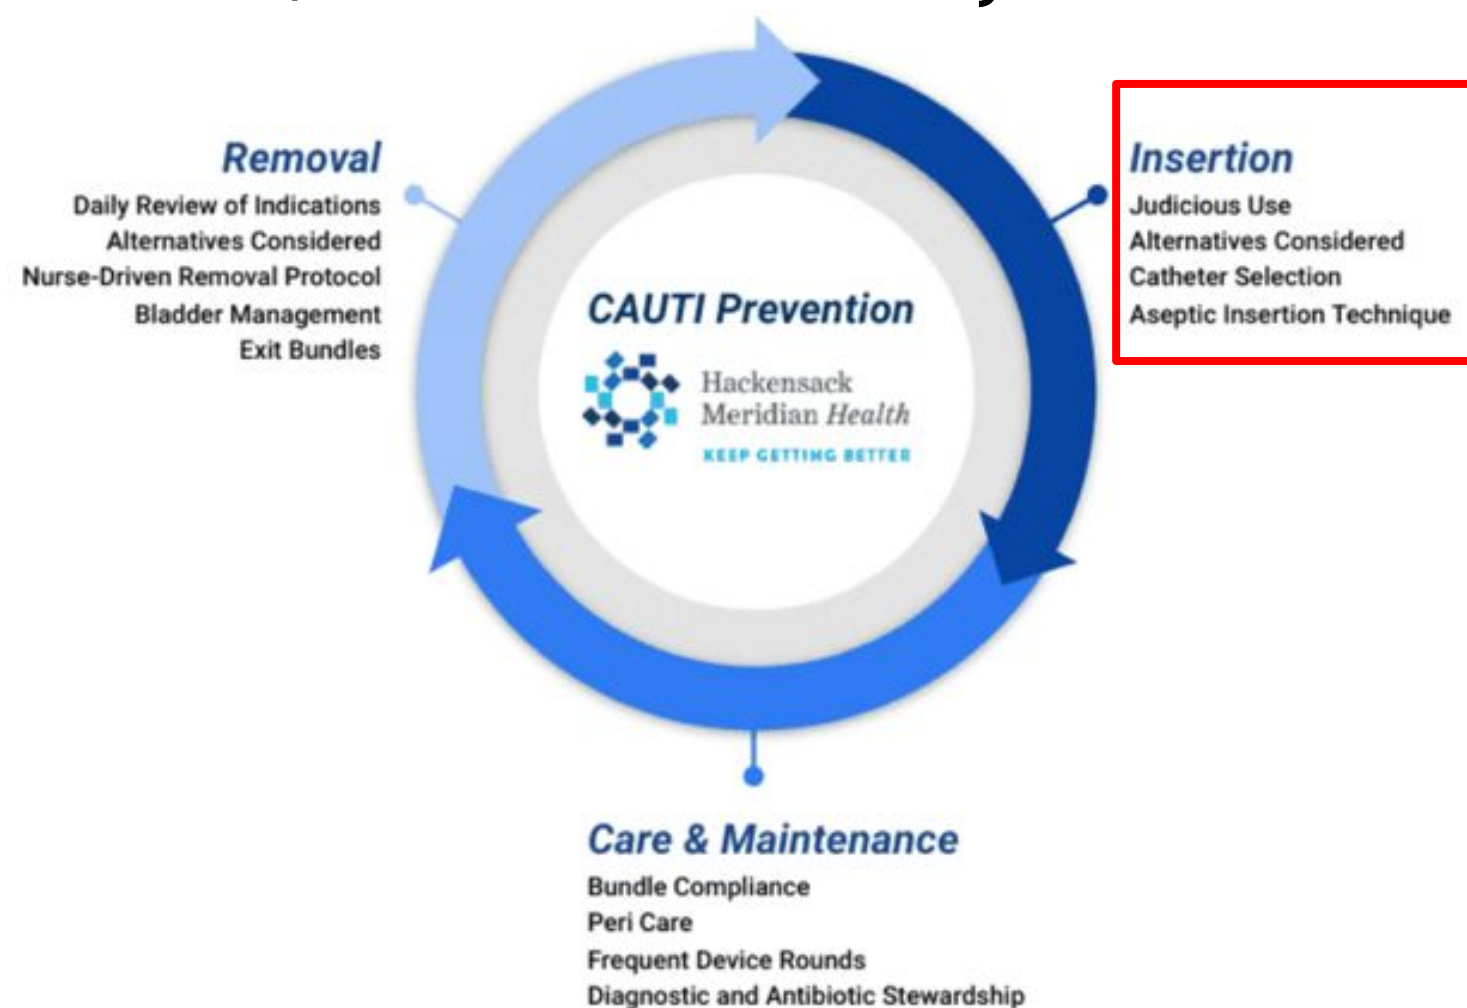 Removal
Daily Review of Indications
Alternatives Considered
Nurse-Driven Removal Protocol
Bladder Management
Exit Bundles
Insertion
Judicious Use
Alternatives Considered
Catheter Selection
Aseptic Insertion Technique
CAUTI Prevention
Hackensack
Meridian Health
KEEP GETTING BETTER
Care & Maintenance
Bundle Compliance
Peri Care
Frequent Device Rounds
Diagnostic and Antibiotic Stewardship